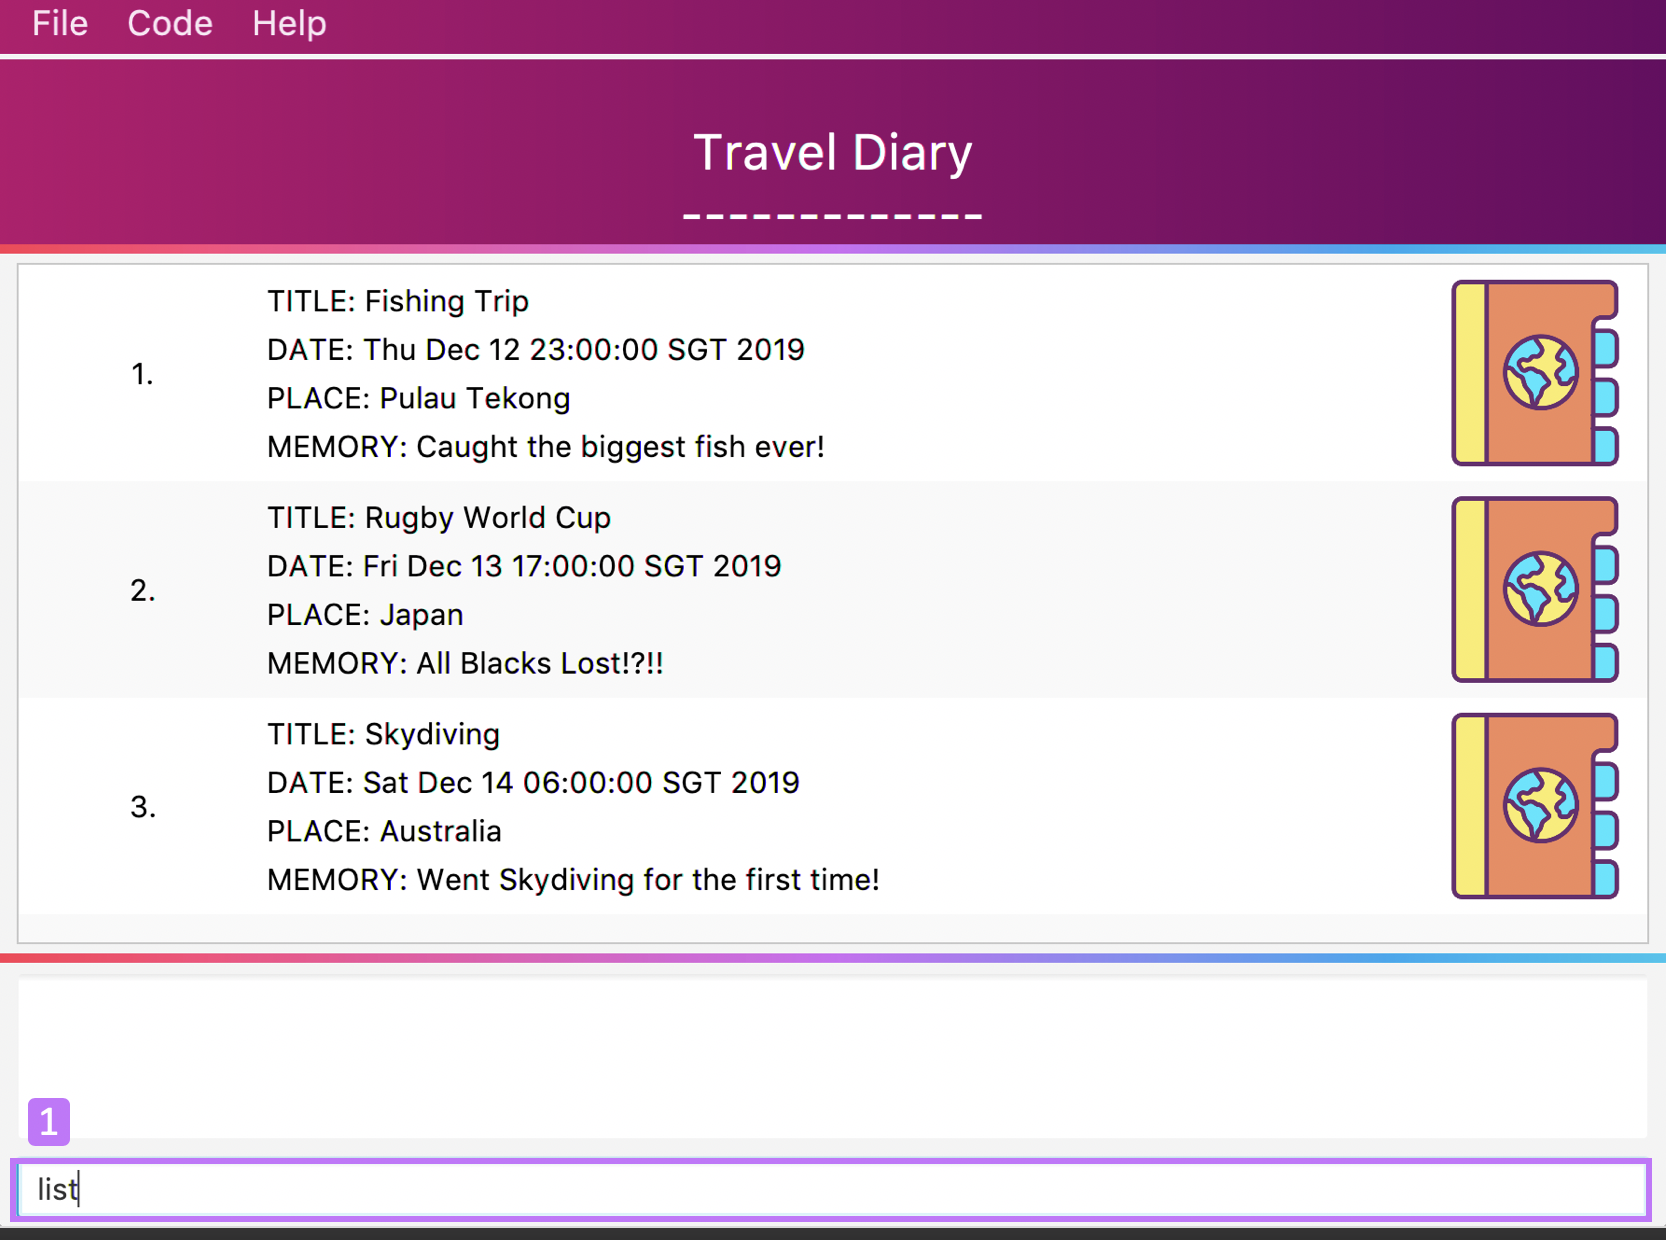 File Code Help
Travel Diary
-------------
1.
TITLE: Fishing Trip
DATE: Thu Dec 12 23:00:00 SGT 2019
PLACE: Pulau Tekong
MEMORY: Caught the biggest fish ever!
2.
TITLE: Rugby World Cup
DATE: Fri Dec 13 17:00:00 SGT 2019
PLACE: Japan
MEMORY: All Blacks Lost!?!!
3.
TITLE: Skydiving
DATE: Sat Dec 14 06:00:00 SGT 2019
PLACE: Australia
MEMORY: Went Skydiving for the first time!
1
list